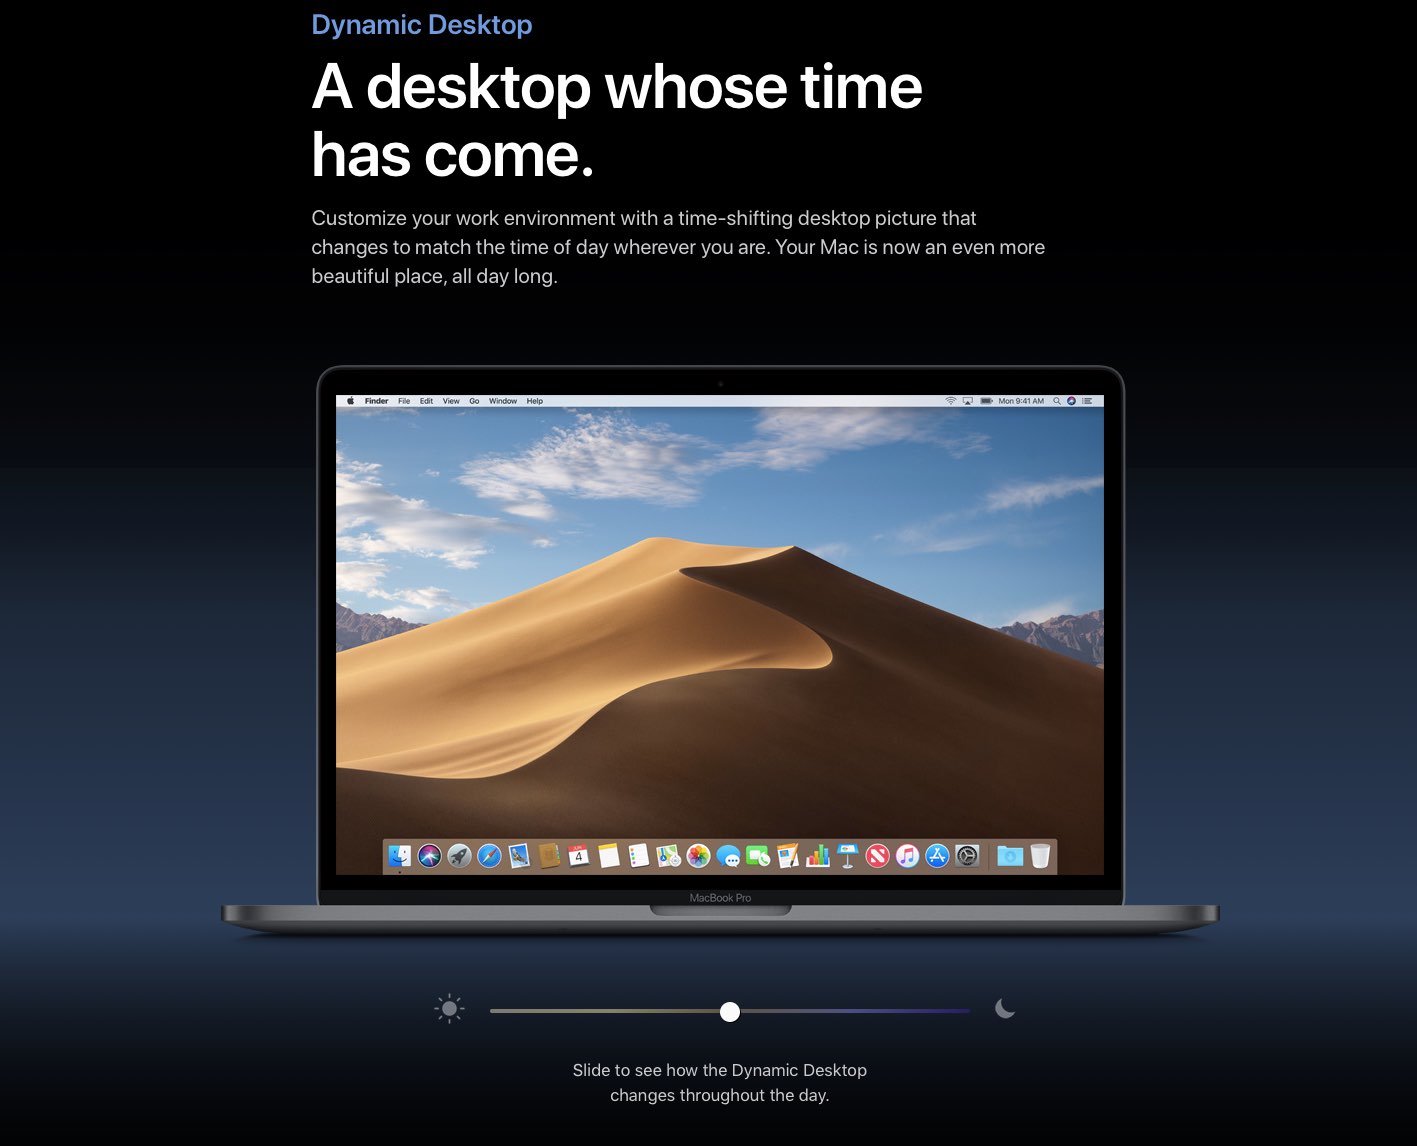 Dynamic Desktop
A desktop whose time
has come.
Customize your work environment with a time-shifting desktop picture that
changes to match the time of day wherever you are. Your Mac is now an even more
beautiful place, all day long.
Finder File Edit View Go Window Help Mon 9:41 AM
4
MacBook Pro
Slide to see how the Dynamic Desktop
changes throughout the day.